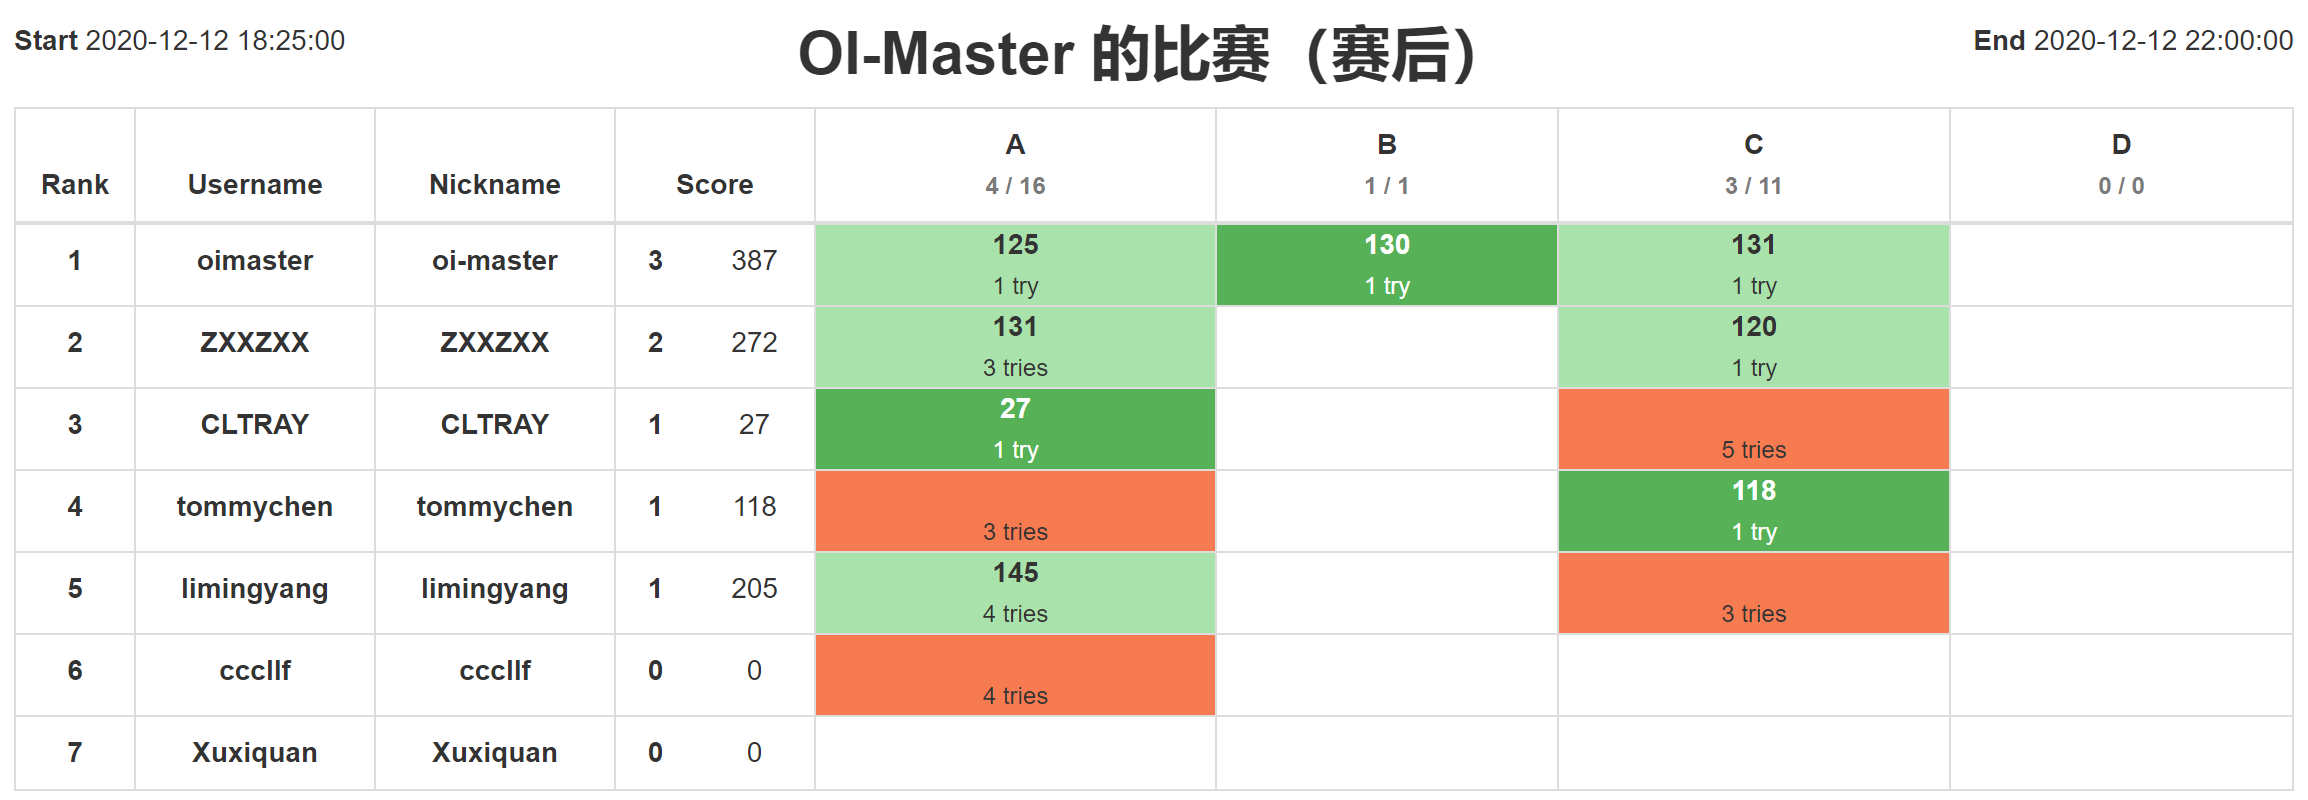 Start 2020-12-12 18:25:00
OI-Master 的比赛（赛后）
End 2020-12-12 22:00:00
Rank Username Nickname Score A B C D
4 / 16 1 / 1 3 / 11 0 / 0
1 oimaster oi-master 3 387 125 130 131
1 try 1 try 1 try
2 ZXXZXX ZXXZXX 2 272 131 120
3 tries 1 try
3 CLTRAY CLTRAY 1 27 27
1 try 5 tries
4 tommychen tommychen 1 118 118
3 tries 1 try
5 limingyang limingyang 1 205 145
4 tries 3 tries
6 cccllf cccllf 0 0
4 tries
7 Xuxiquan Xuxiquan 0 0